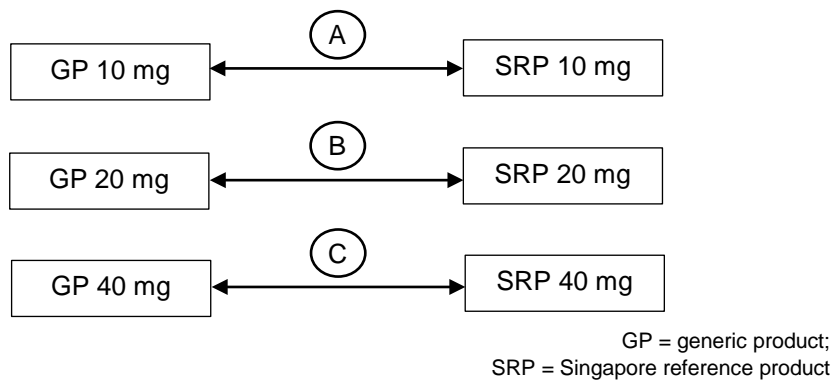 A
GP 10 mg SRP 10 mg
B
GP 20 mg SRP 20 mg
C
GP 40 mg SRP 40 mg
GP = generic product;
SRP = Singapore reference product